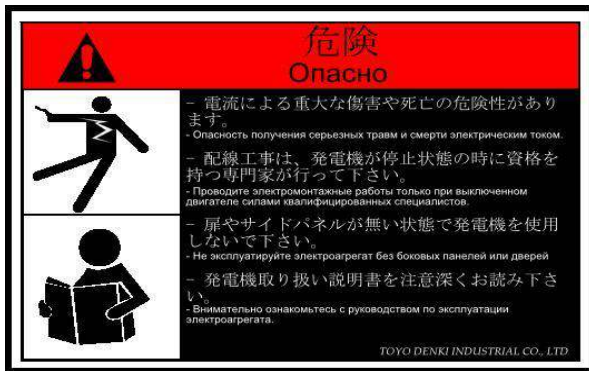 危険
Опасно
- 電流による重大な傷害や死亡の危険性があり
ます。
- Опасность получения серьезных травм и смерти электрическим током.
- 配線工事は、発電機が停止状態の時に資格を
持つ専門家が行って下さい。
- Проводите электромонтажные работы только при выключенном
двигателе силами квалифицированных специалистов.
- 扉やサイドパネルが無い状態で発電機を使用
しないで下さい。
- Не эксплуатируйте электроагрегат без боковых панелей или дверей
- 発電機取り扱い説明書を注意深くお読み下さ
い。
- Внимательно ознакомьтесь с руководством по эксплуатации
электроагрегата.
TOYO DENKI INDUSTRIAL CO., LTD